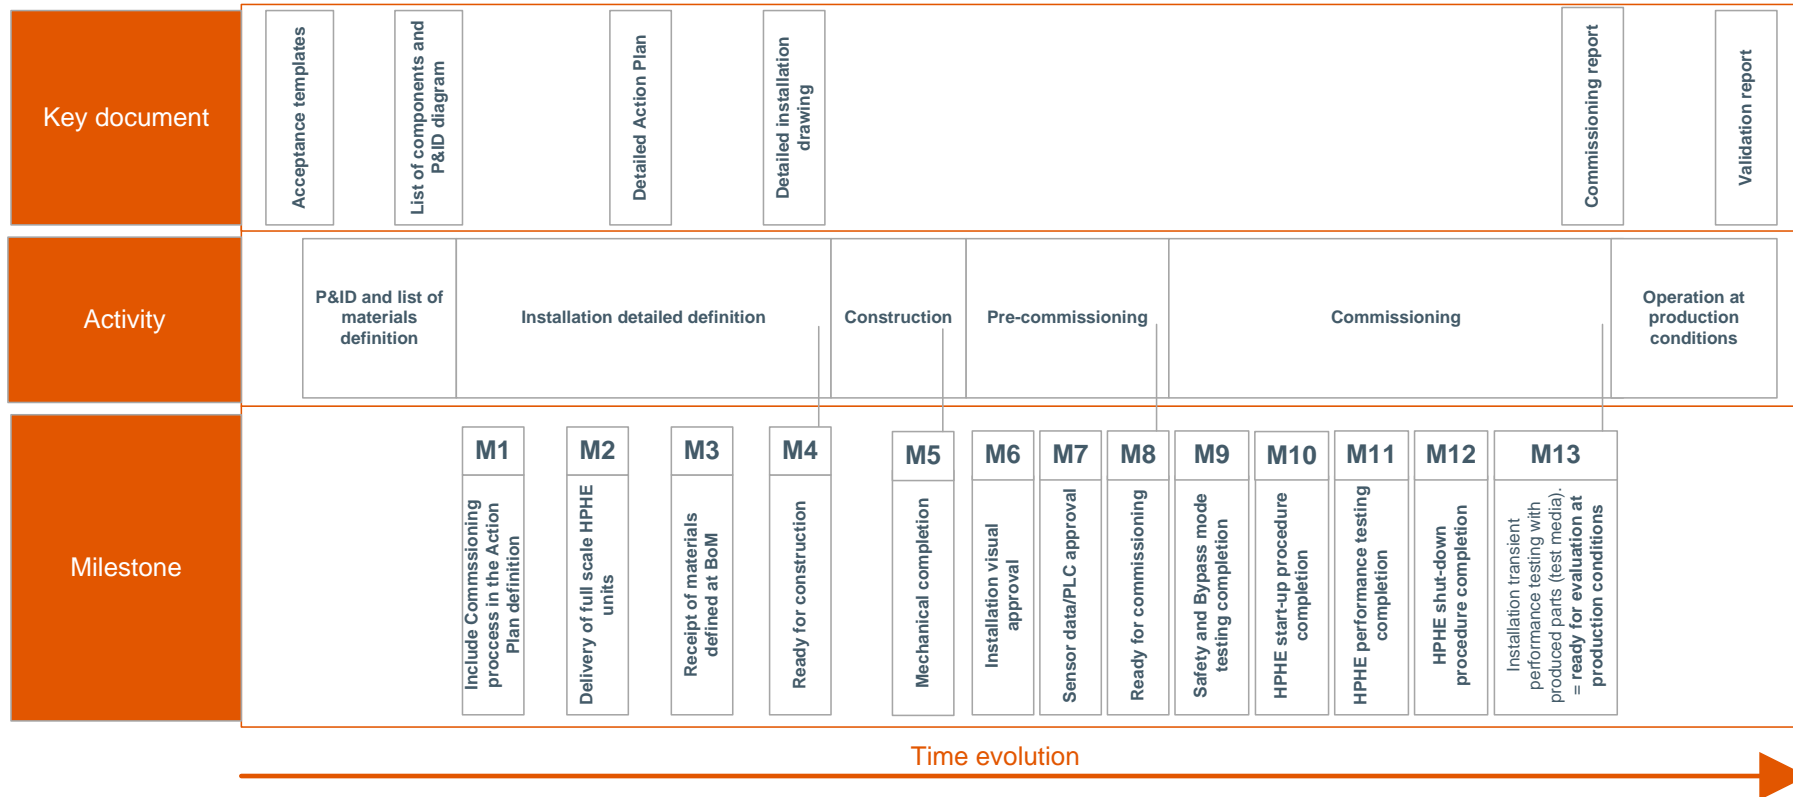 Key document
Acceptance templates
List of components and
P&ID diagram
Detailed Action Plan
Detailed installation
drawing
Commissioning report
Validation report
Activity
P&ID and list of
materials
definition
Installation detailed definition
Construction
Pre-commissioning
Commissioning
Operation at
production
conditions
Milestone
M1
Include Commsioning
proccess in the Action
Plan definition
M2
Delivery of full scale HPHE
units
M3
Receipt of materials
defined at BoM
M4
Ready for construction
M5
Mechanical completion
M6
Installation visual
approval
M7
Sensor data/PLC approval
M8
Ready for commissioning
M9
Safety and Bypass mode
testing completion
M10
HPHE start-up procedure
completion
M11
HPHE performance testing
completion
M12
HPHE shut-down
procedure completion
M13
Installation transient
performance testing with
produced parts (test media).
= ready for evaluation at
production conditions
Time evolution